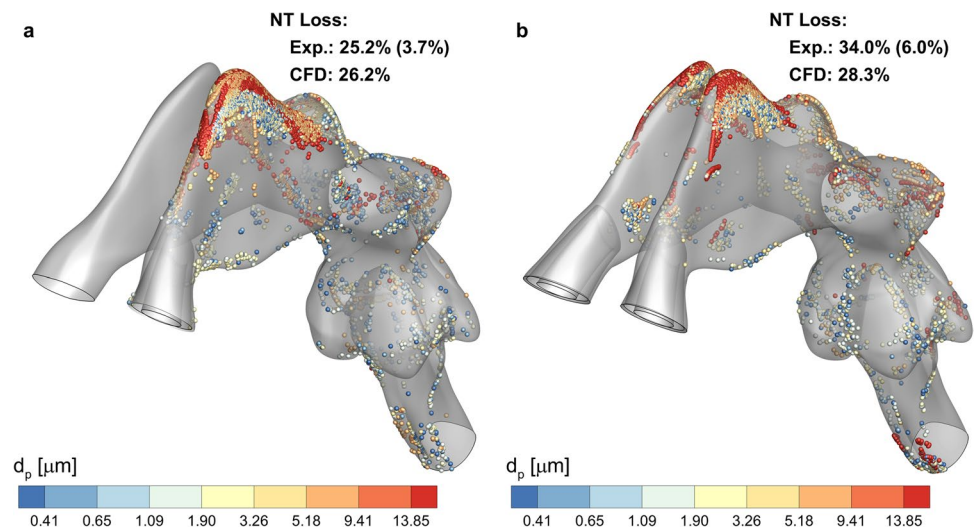 a
NT Loss:
Exp.: 25.2% (3.7%)
CFD: 26.2%
b
NT Loss:
Exp.: 34.0% (6.0%)
CFD: 28.3%
dp [μm]
0.41 0.65 1.09 1.90 3.26 5.18 9.41 13.85
dp [μm]
0.41 0.65 1.09 1.90 3.26 5.18 9.41 13.85